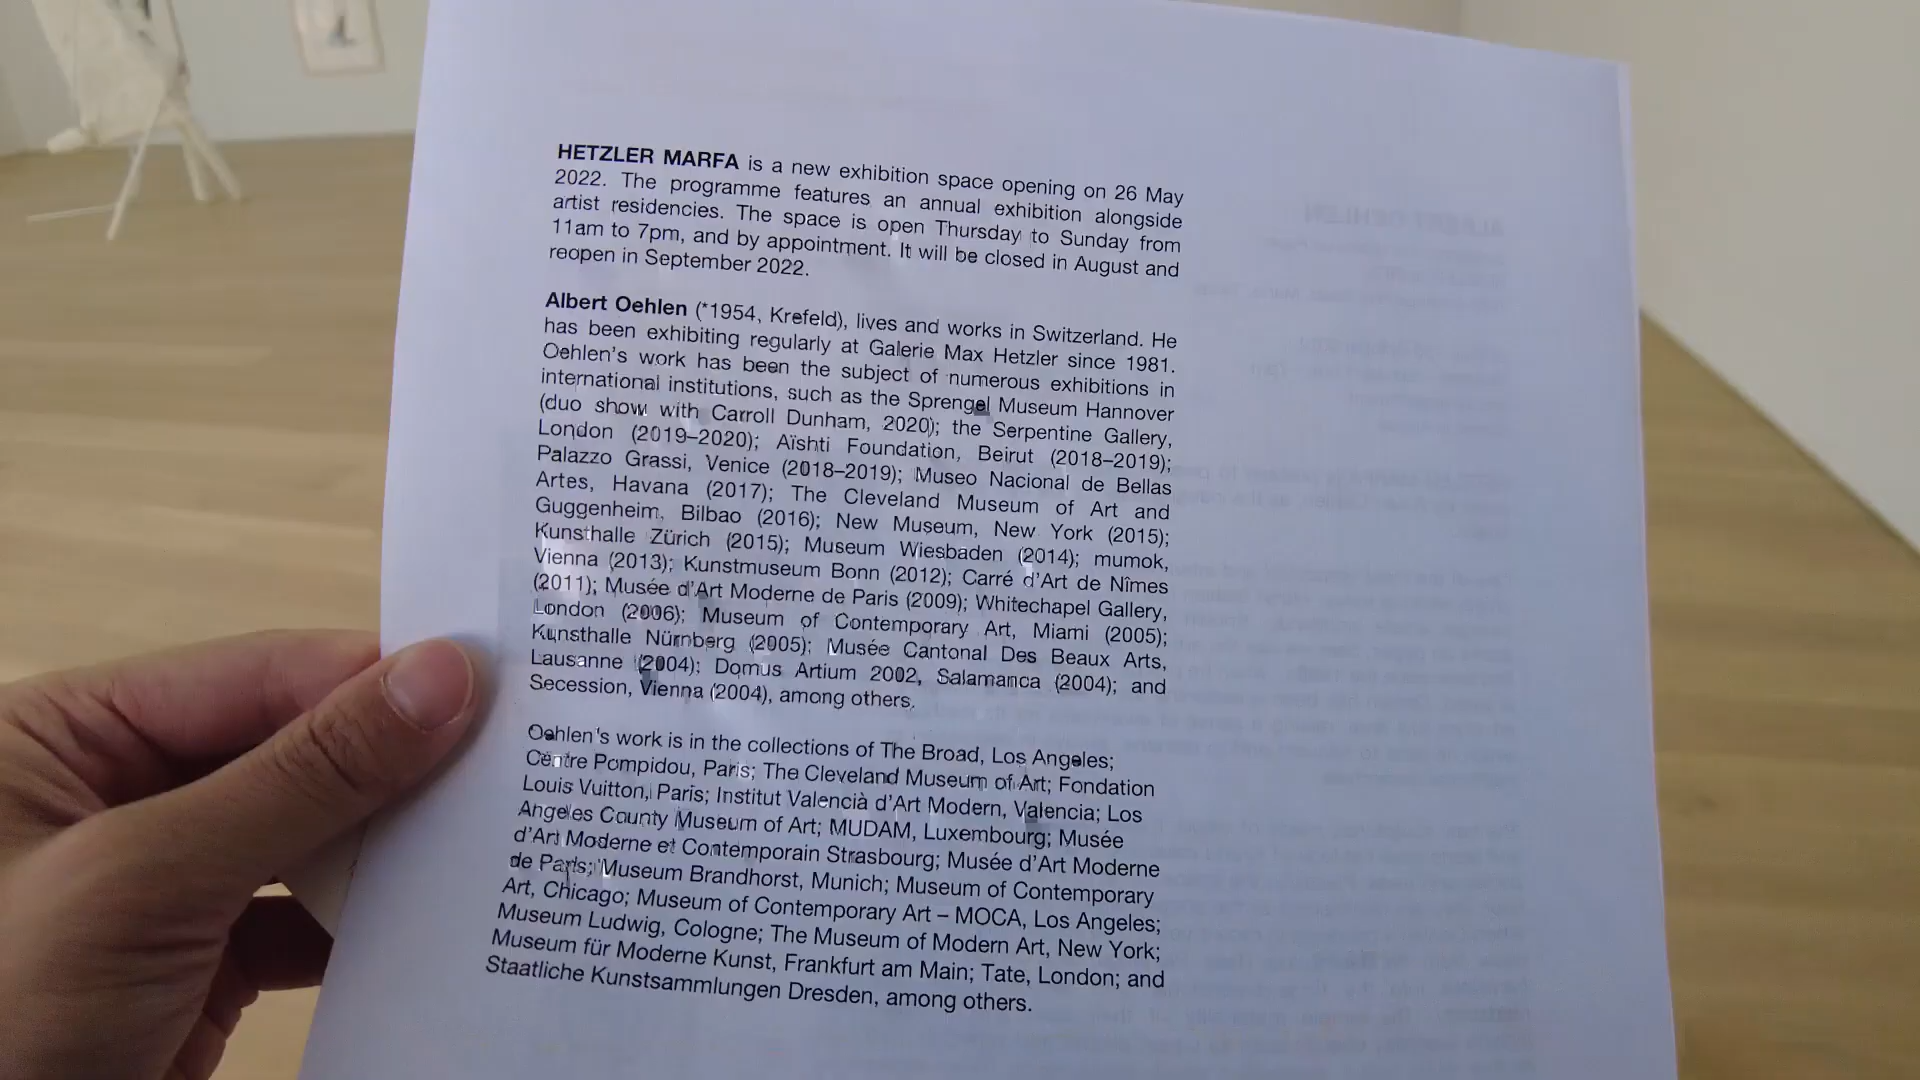 HETZLER MARFA is a new exhibition space opening on 26 May
2022. The programme features an annual exhibition alongside
artist residencies. The space is open Thursday to Sunday from
11am to 7pm, and by appointment. It will be closed in August and
reopen in September 2022.
Albert Oehlen (*1954, Krefeld), lives and works in Switzerland. He
has been exhibiting regularly at Galerie Max Hetzler since 1981.
Oehlen's work has been the subject of numerous exhibitions in
international institutions, such as the Sprengel Museum Hannover
(duo show with Carroll Dunham, 2020); the Serpentine Gallery,
London (2019–2020); Aïshti Foundation, Beirut (2018–2019);
Palazzo Grassi, Venice (2018–2019); Museo Nacional de Bellas
Artes, Havana (2017); The Cleveland Museum of Art and
Guggenheim, Bilbao (2016); New Museum, New York (2015);
Kunsthalle Zürich (2015); Museum Wiesbaden (2014); mumok,
Vienna (2013); Kunstmuseum Bonn (2012); Carré d'Art de Nîmes
(2011); Musée d'Art Moderne de Paris (2009); Whitechapel Gallery,
London (2006); Museum of Contemporary Art, Miami (2005);
Kunsthalle Nürnberg (2005); Musée Cantonal Des Beaux Arts,
Lausanne (2004); Domus Artium 2002, Salamanca (2004); and
Secession, Vienna (2004), among others.
Oehlen's work is in the collections of The Broad, Los Angeles;
Centre Pompidou, Paris; The Cleveland Museum of Art; Fondation
Louis Vuitton, Paris; Institut Valencià d'Art Modern, Valencia; Los
Angeles County Museum of Art; MUDAM, Luxembourg; Musée
d'Art Moderne et Contemporain Strasbourg; Musée d'Art Moderne
de Paris; Museum Brandhorst, Munich; Museum of Contemporary
Art, Chicago; Museum of Contemporary Art – MOCA, Los Angeles;
Museum Ludwig, Cologne; The Museum of Modern Art, New York;
Museum für Moderne Kunst, Frankfurt am Main; Tate, London; and
Staatliche Kunstsammlungen Dresden, among others.